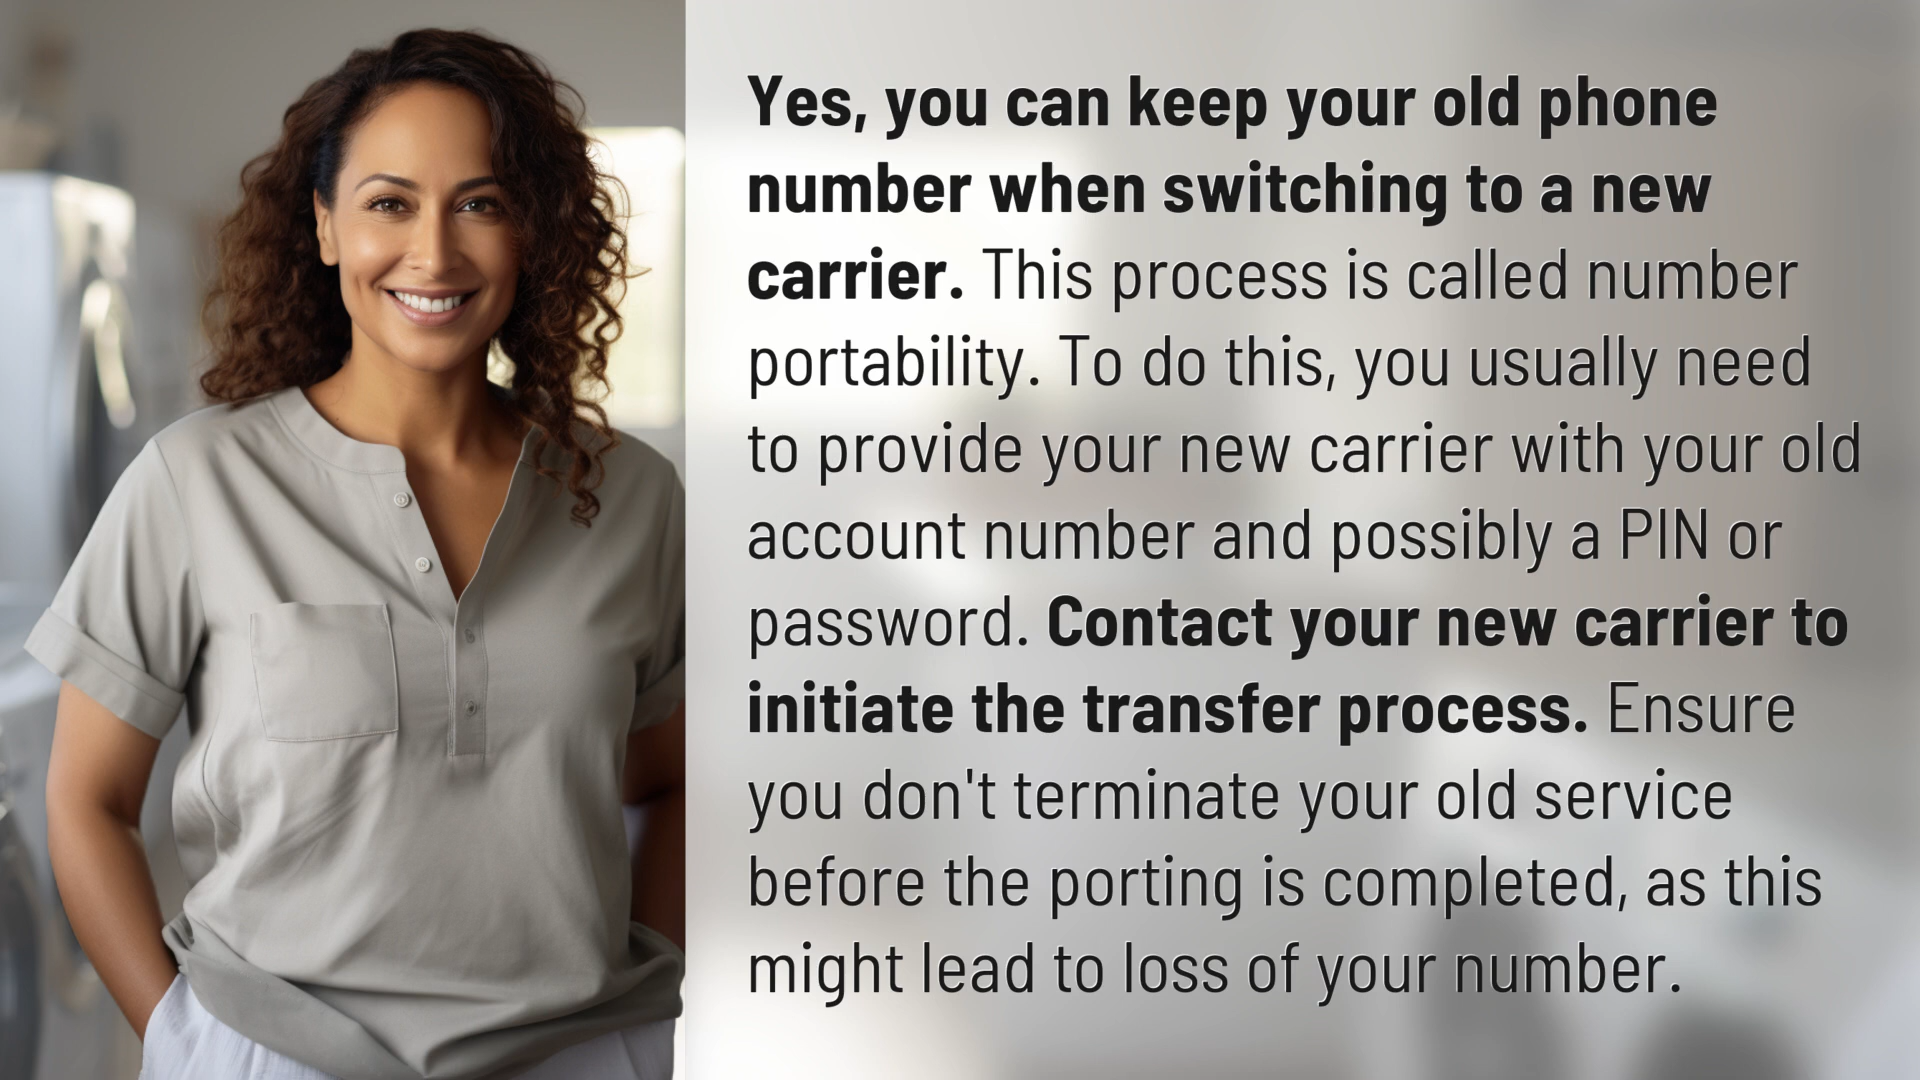 Yes, you can keep your old phone
number when switching to a new
carrier. This process is called number
portability. To do this, you usually need
to provide your new carrier with your old
account number and possibly a PIN or
password. Contact your new carrier to
initiate the transfer process. Ensure
you don't terminate your old service
before the porting is completed, as this
might lead to loss of your number.